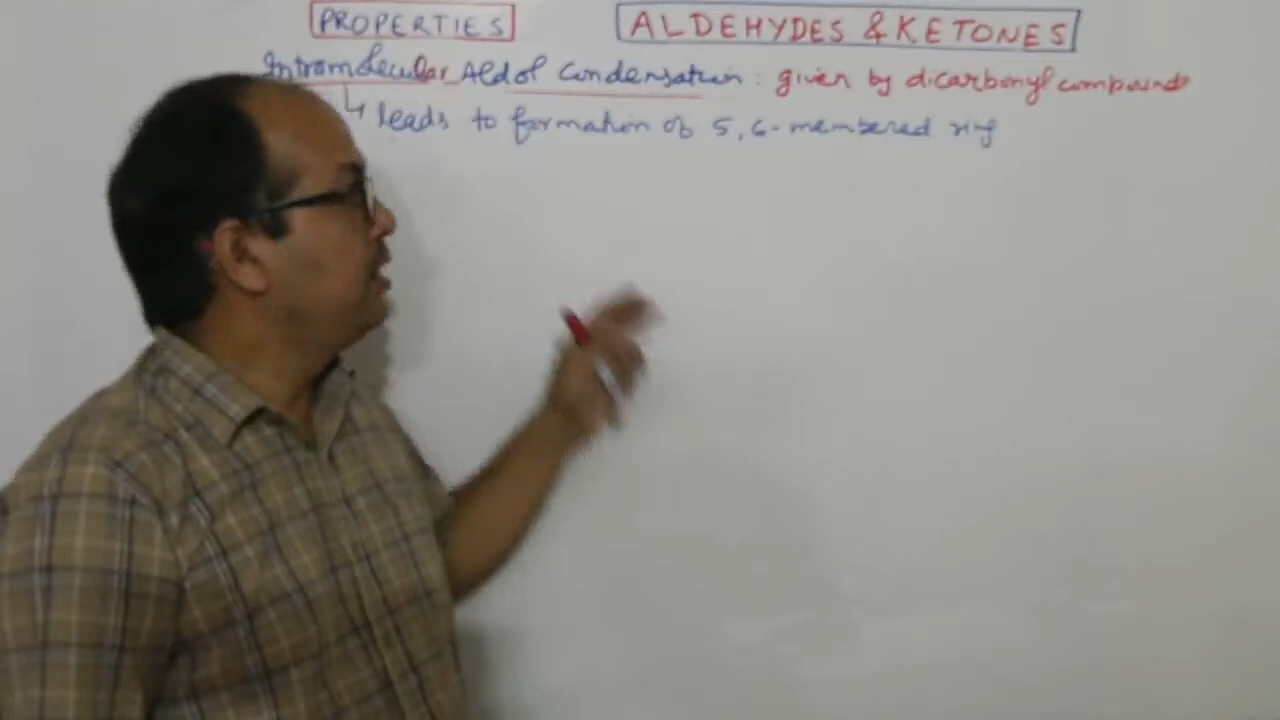 PROPERTIES
ALDEHYDES & KETONES
Intramolecular Aldol Condensation : given by dicarbonyl compounds
↳ leads to formation of 5, 6-membered ring